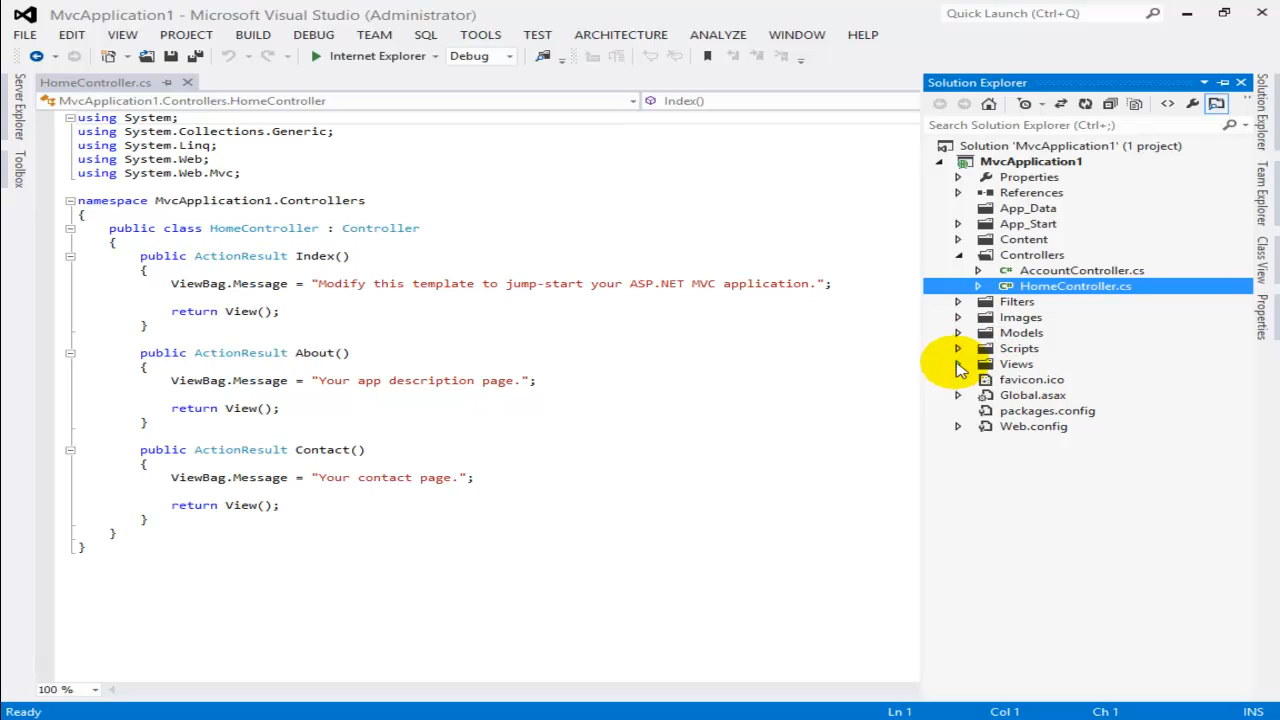 MvcApplication1 - Microsoft Visual Studio (Administrator)
Quick Launch (Ctrl+Q)
FILE EDIT VIEW PROJECT BUILD DEBUG TEAM SQL TOOLS TEST ARCHITECTURE ANALYZE WINDOW HELP
Internet Explorer Debug
Server Explorer
Toolbox
HomeController.cs
MvcApplication1.Controllers.HomeController
Index()
using System;
using System.Collections.Generic;
using System.Linq;
using System.Web;
using System.Web.Mvc;
namespace MvcApplication1.Controllers
{
public class HomeController : Controller
{
public ActionResult Index()
{
ViewBag.Message = "Modify this template to jump-start your ASP.NET MVC application.";
return View();
}
public ActionResult About()
{
ViewBag.Message = "Your app description page.";
return View();
}
public ActionResult Contact()
{
ViewBag.Message = "Your contact page.";
return View();
}
}
}
100 %
Solution Explorer
Search Solution Explorer (Ctrl+;)
Solution 'MvcApplication1' (1 project)
MvcApplication1
Properties
References
App_Data
App_Start
Content
Controllers
C# AccountController.cs
C# HomeController.cs
Filters
Images
Models
Scripts
Views
favicon.ico
Global.asax
packages.config
Web.config
Solution Explorer
Team Explorer
Class View
Properties
Ready
Ln 1 Col 1 Ch 1 INS